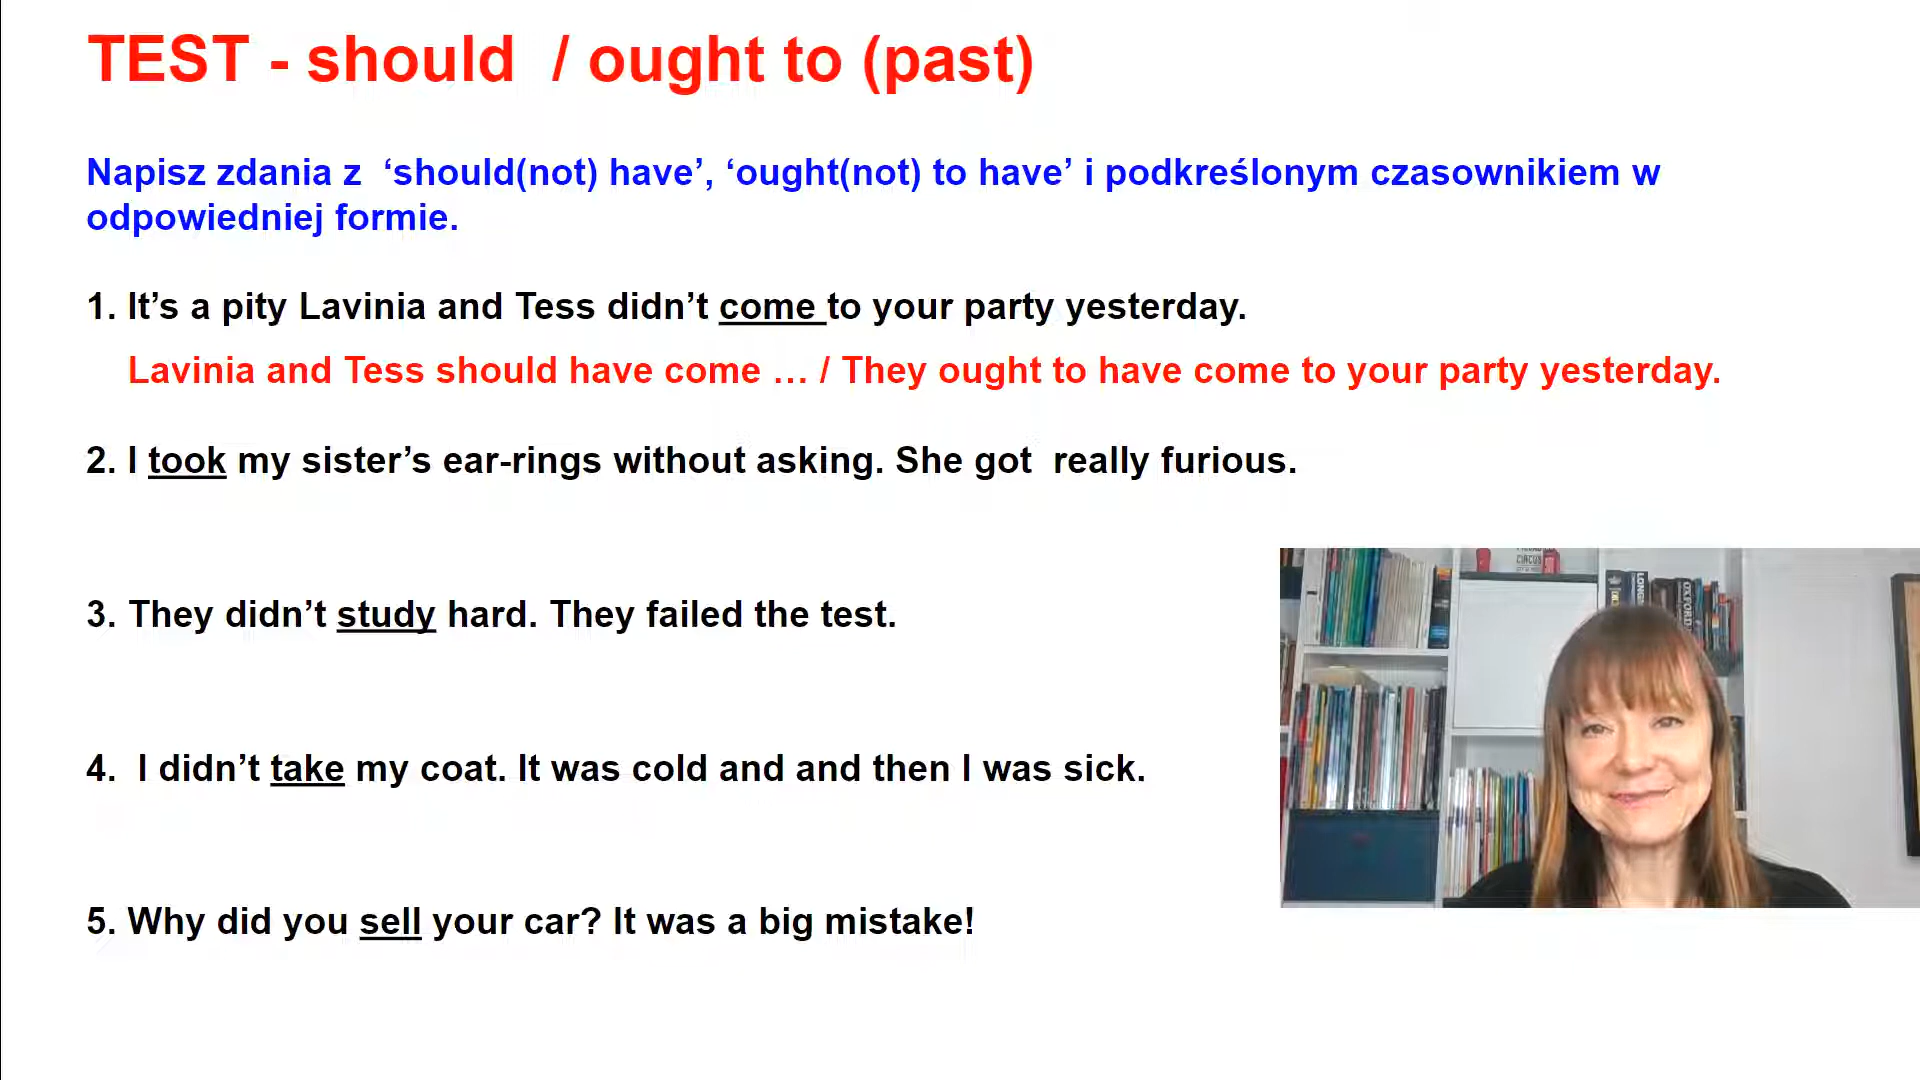 TEST - should / ought to (past)
Napisz zdania z ‘should(not) have’, ‘ought(not) to have’ i podkreślonym czasownikiem w
odpowiedniej formie.
1. It’s a pity Lavinia and Tess didn’t come to your party yesterday.
Lavinia and Tess should have come … / They ought to have come to your party yesterday.
2. I took my sister’s ear-rings without asking. She got really furious.
3. They didn’t study hard. They failed the test.
4. I didn’t take my coat. It was cold and and then I was sick.
5. Why did you sell your car? It was a big mistake!
CIRCUS